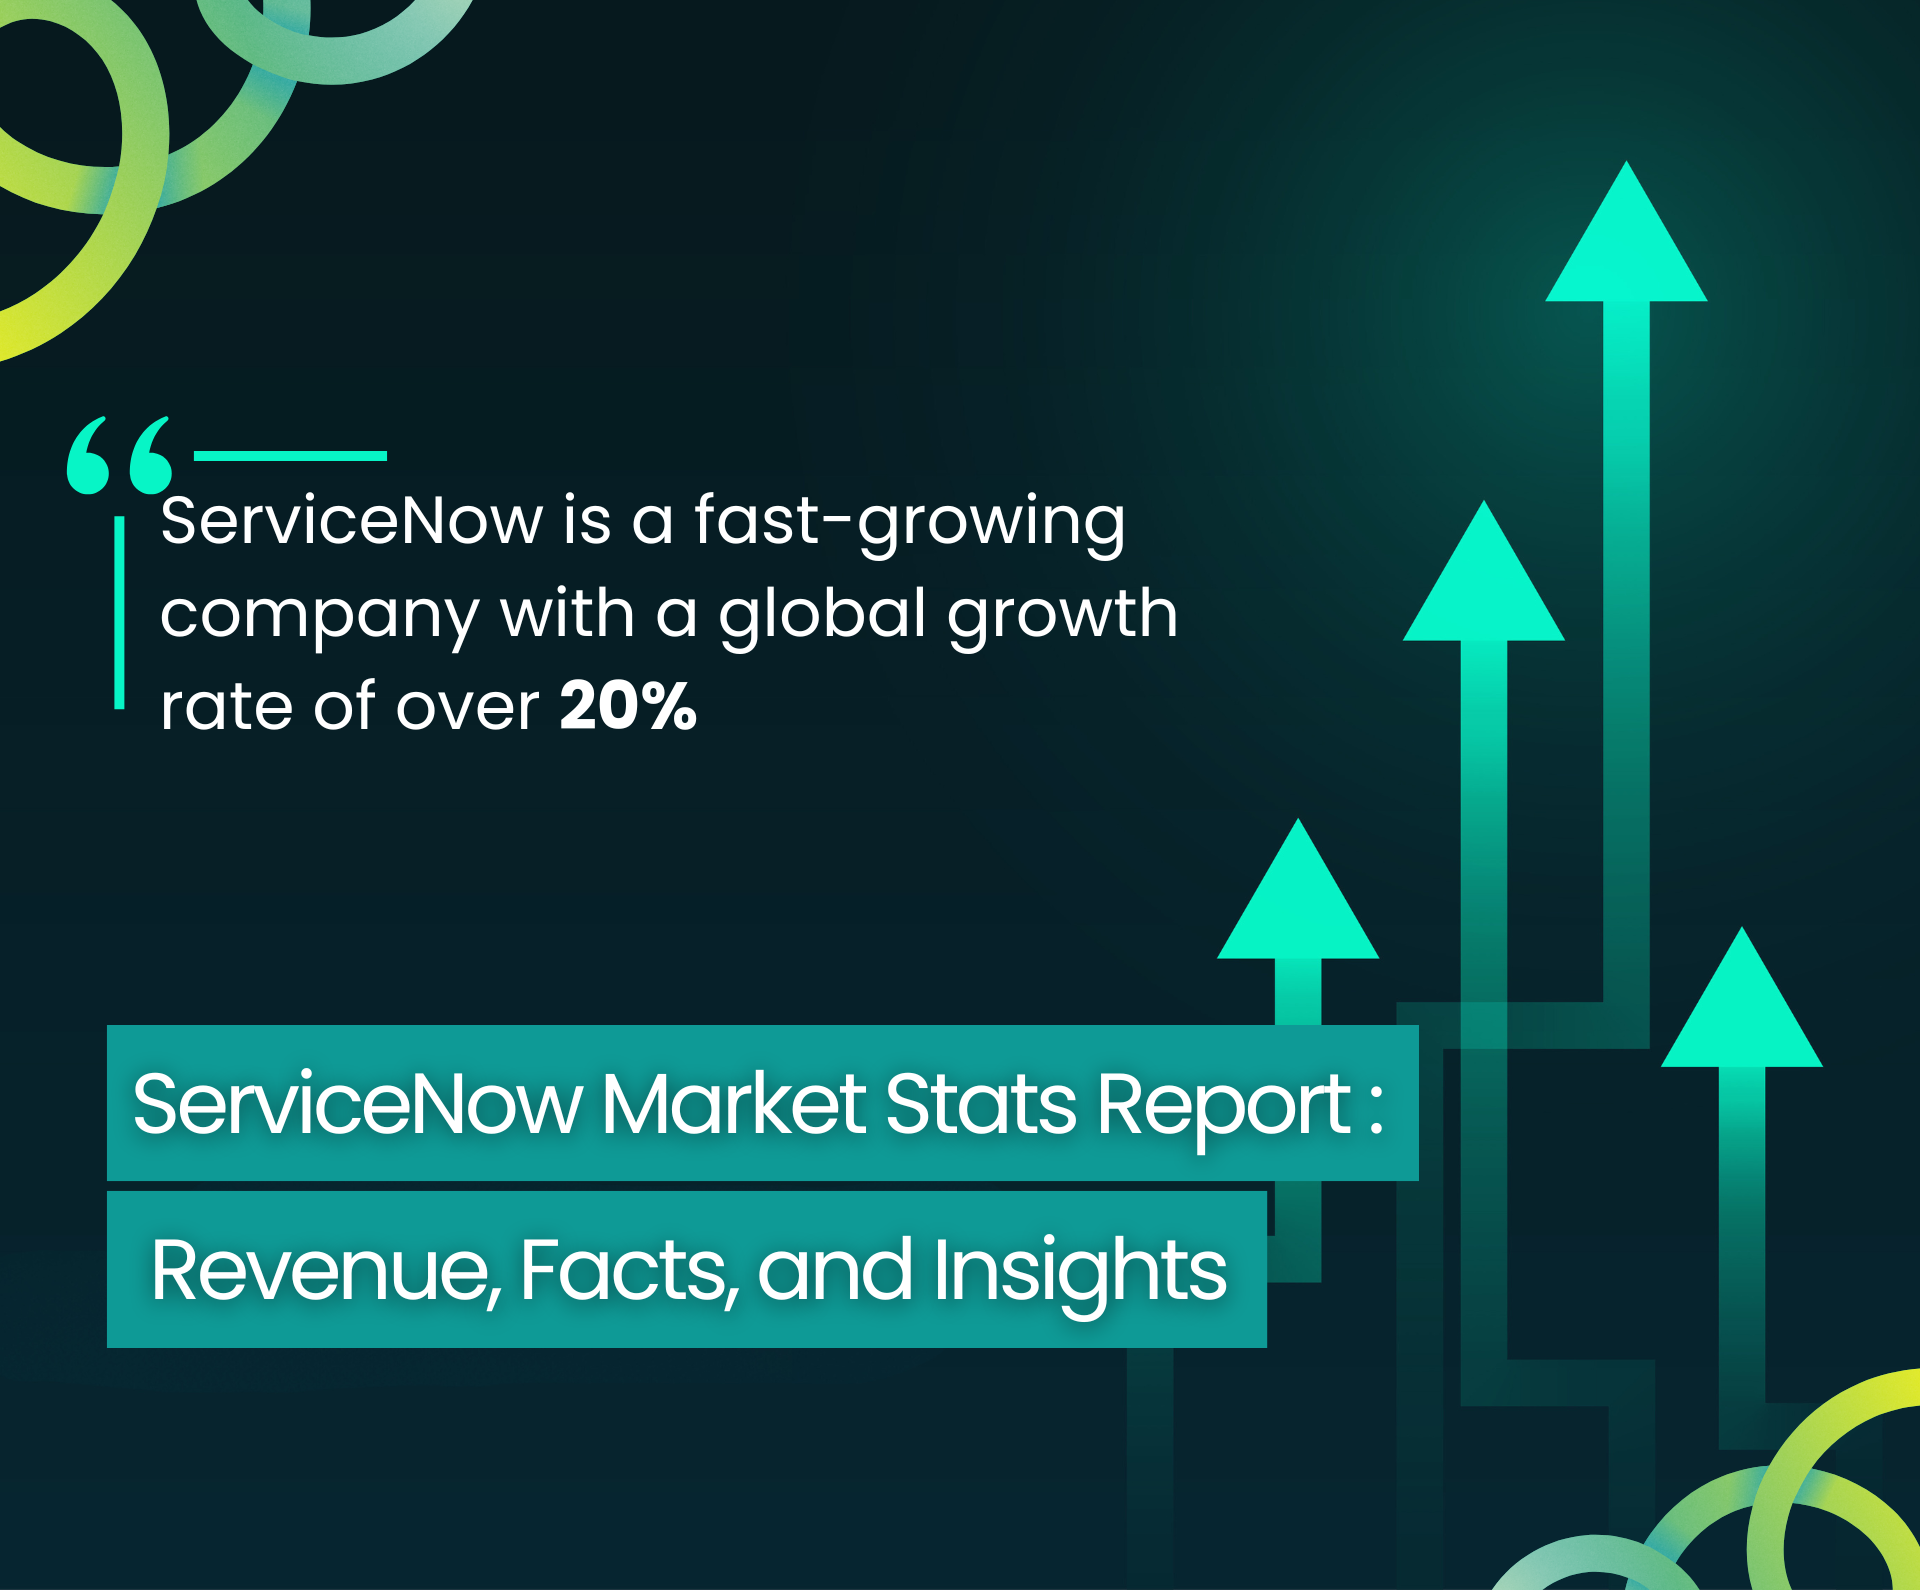 “
ServiceNow is a fast-growing
company with a global growth
rate of over 20%
ServiceNow Market Stats Report :
Revenue, Facts, and Insights